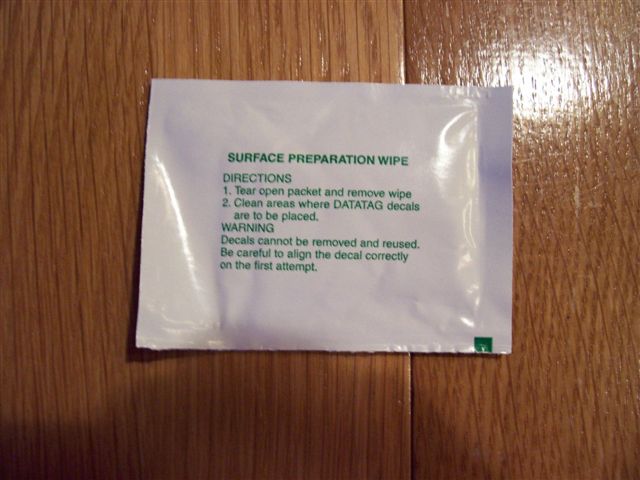 SURFACE PREPARATION WIPE
DIRECTIONS
1. Tear open packet and remove wipe
2. Clean areas where DATATAG decals
are to be placed.
WARNING
Decals cannot be removed and reused.
Be careful to align the decal correctly
on the first attempt.